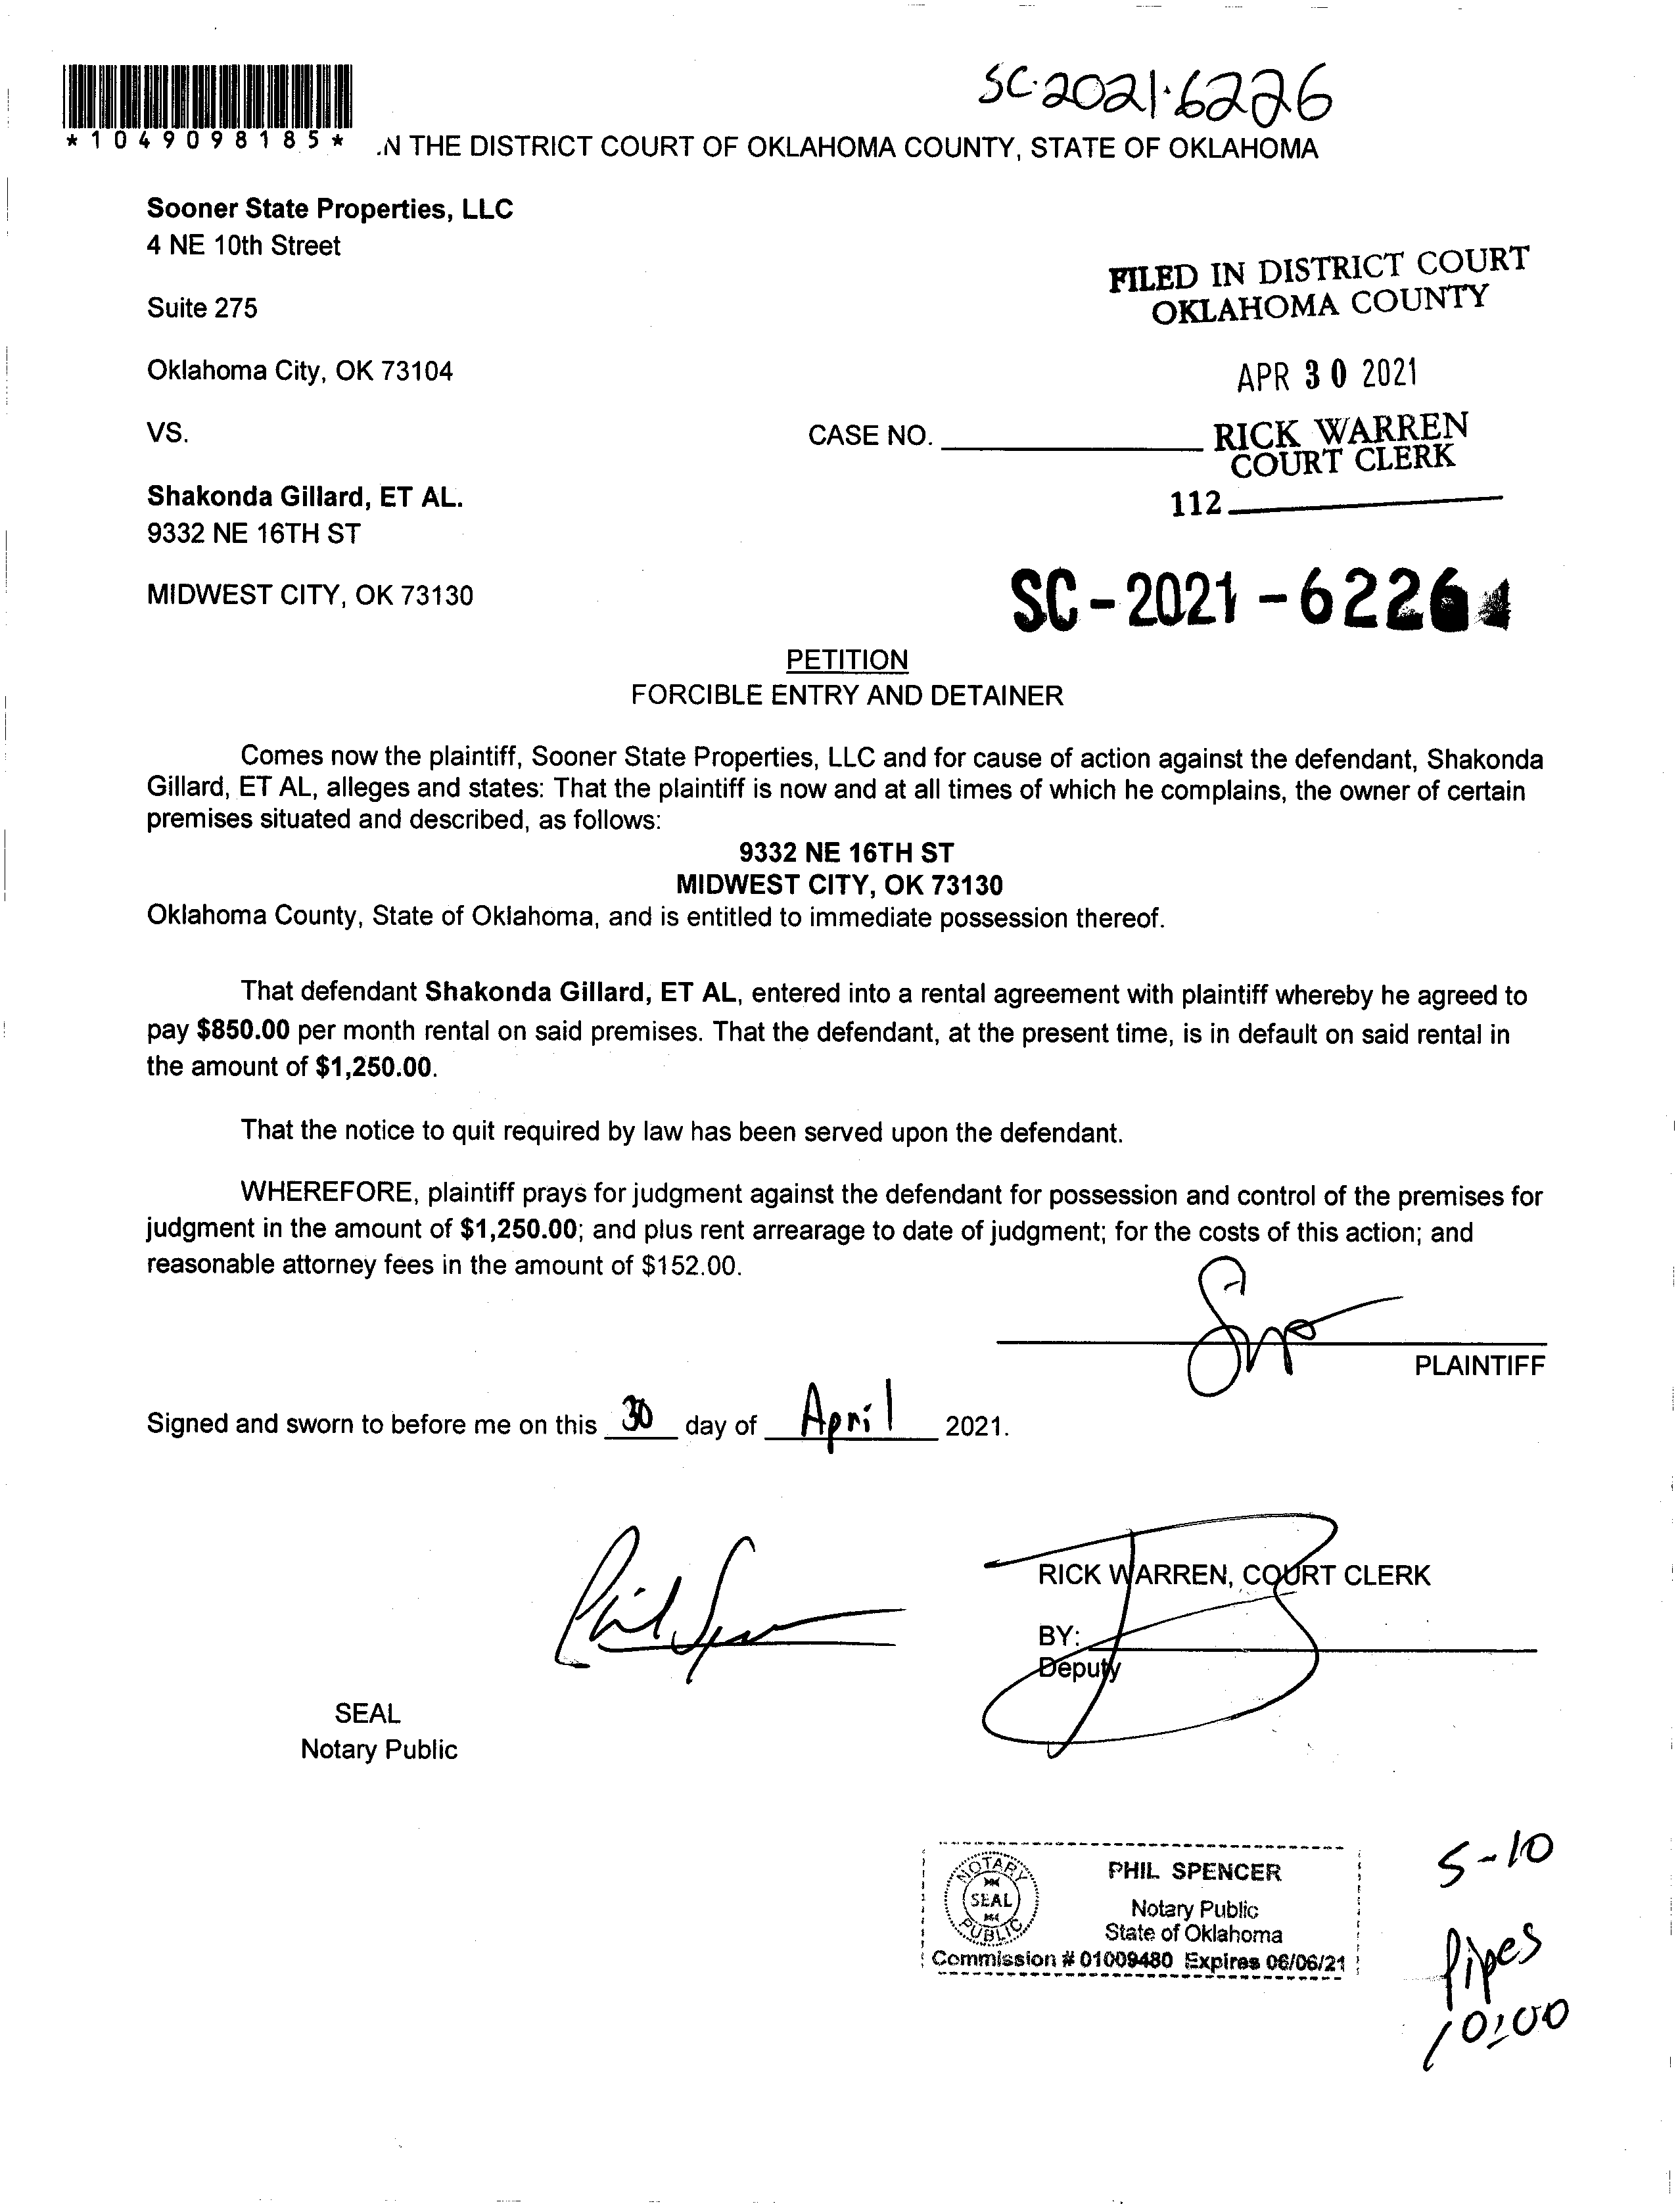 SC-2021-6226
*1049098185*
.N THE DISTRICT COURT OF OKLAHOMA COUNTY, STATE OF OKLAHOMA
Sooner State Properties, LLC
4 NE 10th Street
Suite 275
Oklahoma City, OK 73104
FILED IN DISTRICT COURT
OKLAHOMA COUNTY
APR 30 2021
RICK WARREN
COURT CLERK
112
VS.
CASE NO.
Shakonda Gillard, ET AL.
9332 NE 16TH ST
MIDWEST CITY, OK 73130
SC-2021-6226
PETITION
FORCIBLE ENTRY AND DETAINER
Comes now the plaintiff, Sooner State Properties, LLC and for cause of action against the defendant, Shakonda
Gillard, ET AL, alleges and states: That the plaintiff is now and at all times of which he complains, the owner of certain
premises situated and described, as follows:
9332 NE 16TH ST
MIDWEST CITY, OK 73130
Oklahoma County, State of Oklahoma, and is entitled to immediate possession thereof.
That defendant Shakonda Gillard, ET AL, entered into a rental agreement with plaintiff whereby he agreed to
pay $850.00 per month rental on said premises. That the defendant, at the present time, is in default on said rental in
the amount of $1,250.00.
That the notice to quit required by law has been served upon the defendant.
WHEREFORE, plaintiff prays for judgment against the defendant for possession and control of the premises for
judgment in the amount of $1,250.00; and plus rent arrearage to date of judgment; for the costs of this action; and
reasonable attorney fees in the amount of $152.00.
PLAINTIFF
Signed and sworn to before me on this 30 day of April 2021.
Phil Spencer
RICK WARREN, COURT CLERK
BY:
Deputy
SEAL
Notary Public
NOTARY PUBLIC
SEAL
PHIL SPENCER
Notary Public
State of Oklahoma
Commission # 01009480 Expires 06/06/21
5-10
Pipes
10:00